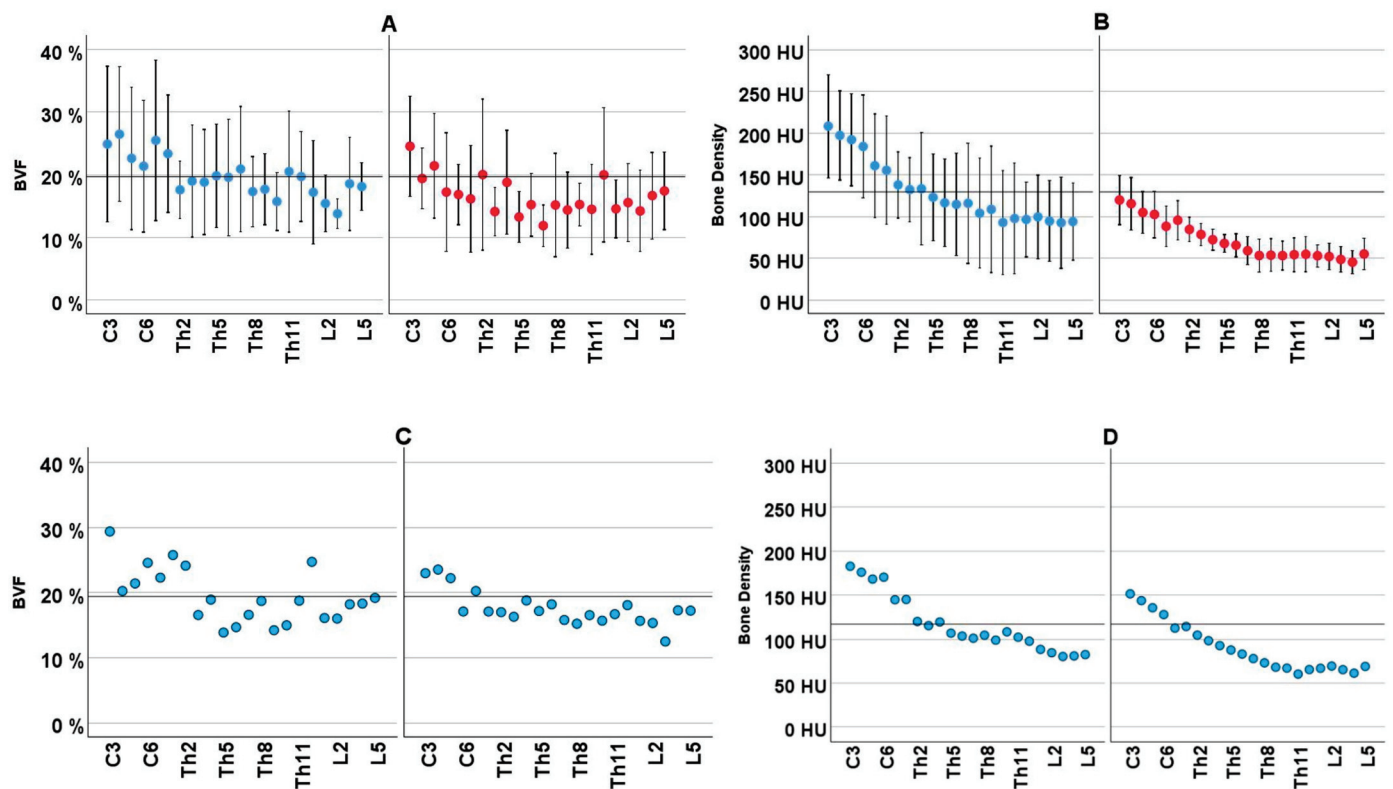 A
BVF
40 %
30 %
20 %
10 %
0 %
C3 C6 Th2 Th5 Th8 Th11 L2 L5
C3 C6 Th2 Th5 Th8 Th11 L2 L5
B
Bone Density
300 HU
250 HU
200 HU
150 HU
100 HU
50 HU
0 HU
C3 C6 Th2 Th5 Th8 Th11 L2 L5
C3 C6 Th2 Th5 Th8 Th11 L2 L5
C
BVF
40 %
30 %
20 %
10 %
0 %
C3 C6 Th2 Th5 Th8 Th11 L2 L5
C3 C6 Th2 Th5 Th8 Th11 L2 L5
D
Bone Density
300 HU
250 HU
200 HU
150 HU
100 HU
50 HU
0 HU
C3 C6 Th2 Th5 Th8 Th11 L2 L5
C3 C6 Th2 Th5 Th8 Th11 L2 L5